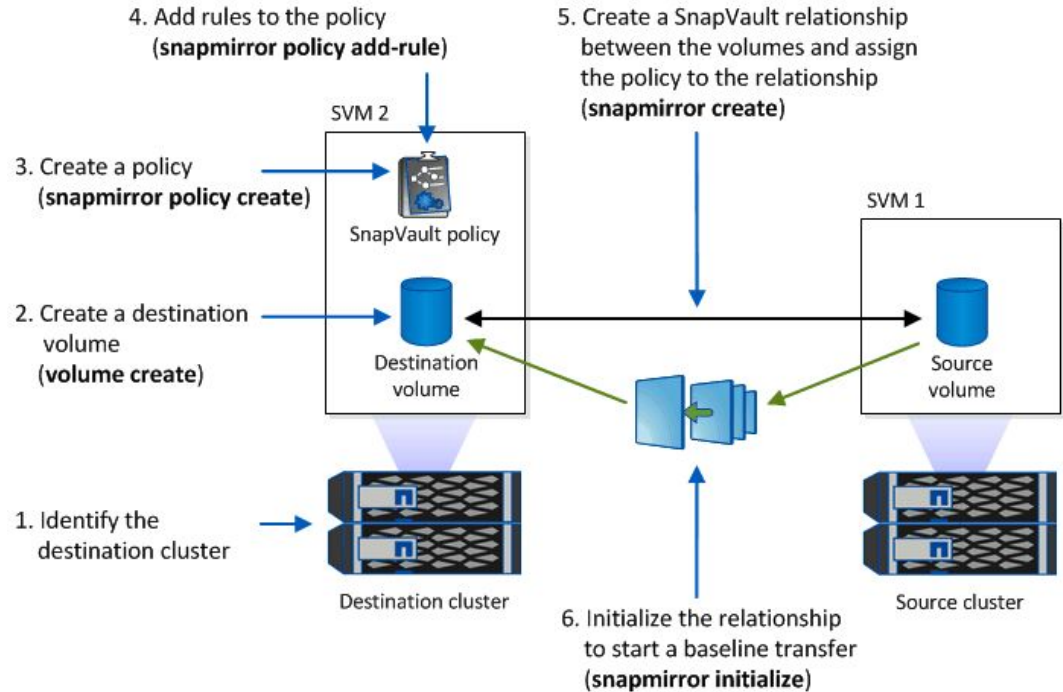 4. Add rules to the policy
(snapmirror policy add-rule)
5. Create a SnapVault relationship
between the volumes and assign
the policy to the relationship
(snapmirror create)
SVM 2
3. Create a policy
(snapmirror policy create)
SnapVault policy
SVM 1
2. Create a destination
volume
(volume create)
Destination
volume
Source
volume
1. Identify the
destination cluster
Destination cluster
Source cluster
6. Initialize the relationship
to start a baseline transfer
(snapmirror initialize)